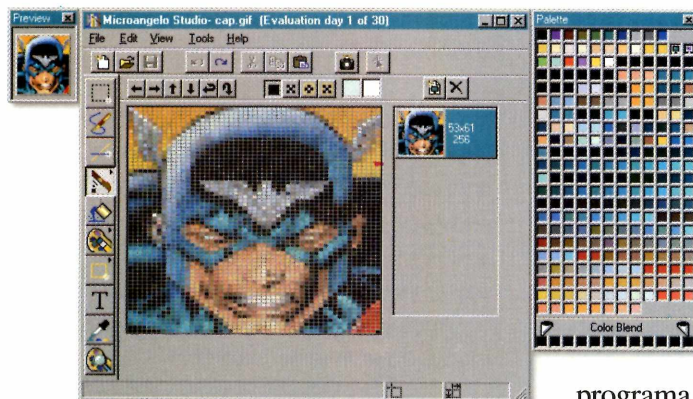 Preview
Microangelo Studio- cap.gif (Evaluation day 1 of 30)
File Edit View Tools Help
53x61
256
T
Palette
Color Blend
programa